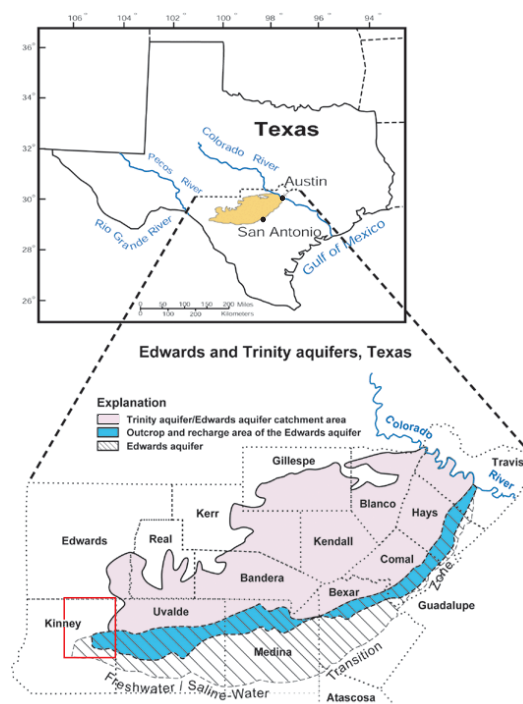 106° 100° 98° 96° 94°
36°
34°
32°
30°
28°
26°
Texas
Colorado River
Pecos River
Austin
San Antonio
Rio Grande River
Gulf of Mexico
0 50 100 150 200 Miles
0 100 200 Kilometers
Edwards and Trinity aquifers, Texas
Explanation
Trinity aquifer/Edwards aquifer catchment area
Outcrop and recharge area of the Edwards aquifer
Edwards aquifer
Colorado River
Travis
Gillespie
Blanco
Hays
Kerr
Edwards
Real
Kendall
Comal
Bandera
Bexar
Guadalupe
Kinney
Uvalde
Medina
Freshwater / Saline-Water Transition Zone
Atascosa